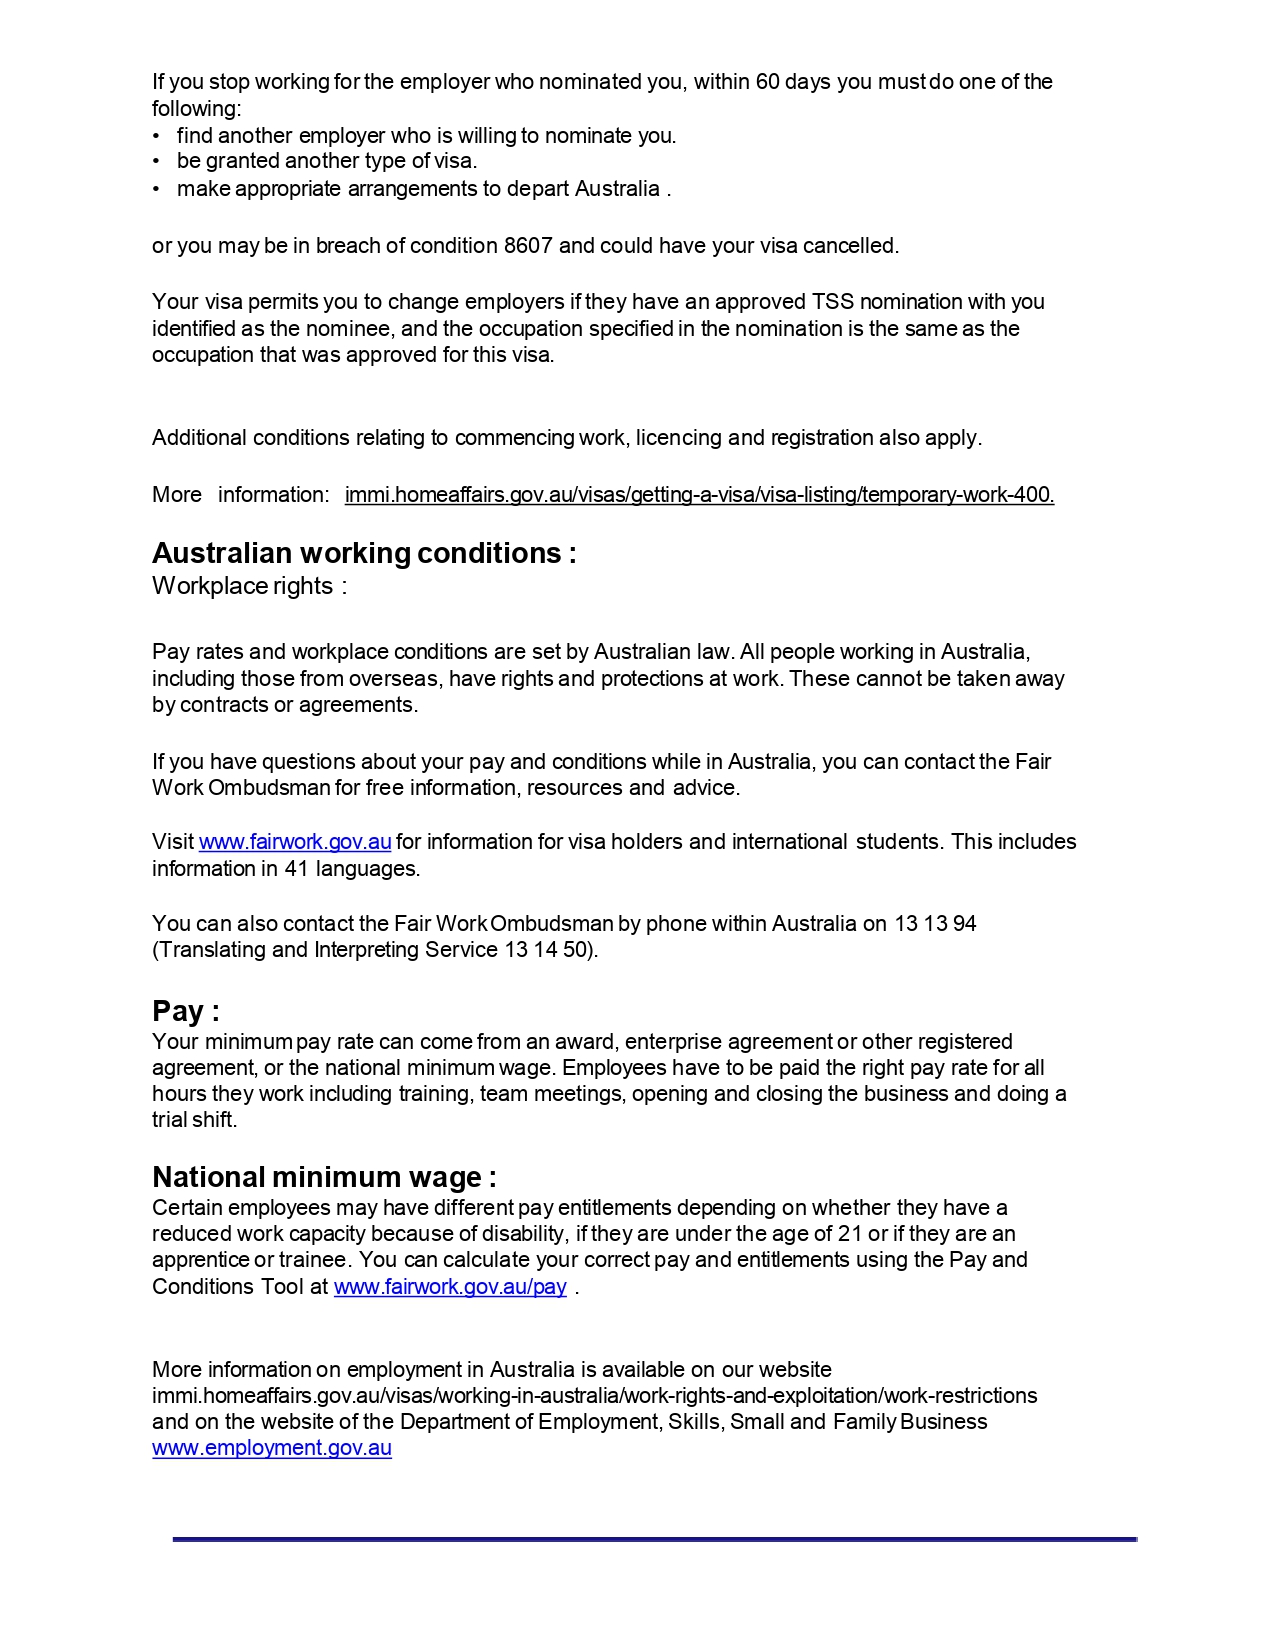 If you stop working for the employer who nominated you, within 60 days you must do one of the
following:
• find another employer who is willing to nominate you.
• be granted another type of visa.
• make appropriate arrangements to depart Australia .
or you may be in breach of condition 8607 and could have your visa cancelled.
Your visa permits you to change employers if they have an approved TSS nomination with you
identified as the nominee, and the occupation specified in the nomination is the same as the
occupation that was approved for this visa.
Additional conditions relating to commencing work, licencing and registration also apply.
More information: immi.homeaffairs.gov.au/visas/getting-a-visa/visa-listing/temporary-work-400.
Australian working conditions :
Workplace rights :
Pay rates and workplace conditions are set by Australian law. All people working in Australia,
including those from overseas, have rights and protections at work. These cannot be taken away
by contracts or agreements.
If you have questions about your pay and conditions while in Australia, you can contact the Fair
Work Ombudsman for free information, resources and advice.
Visit www.fairwork.gov.au for information for visa holders and international students. This includes
information in 41 languages.
You can also contact the Fair Work Ombudsman by phone within Australia on 13 13 94
(Translating and Interpreting Service 13 14 50).
Pay :
Your minimum pay rate can come from an award, enterprise agreement or other registered
agreement, or the national minimum wage. Employees have to be paid the right pay rate for all
hours they work including training, team meetings, opening and closing the business and doing a
trial shift.
National minimum wage :
Certain employees may have different pay entitlements depending on whether they have a
reduced work capacity because of disability, if they are under the age of 21 or if they are an
apprentice or trainee. You can calculate your correct pay and entitlements using the Pay and
Conditions Tool at www.fairwork.gov.au/pay .
More information on employment in Australia is available on our website
immi.homeaffairs.gov.au/visas/working-in-australia/work-rights-and-exploitation/work-restrictions
and on the website of the Department of Employment, Skills, Small and Family Business
www.employment.gov.au